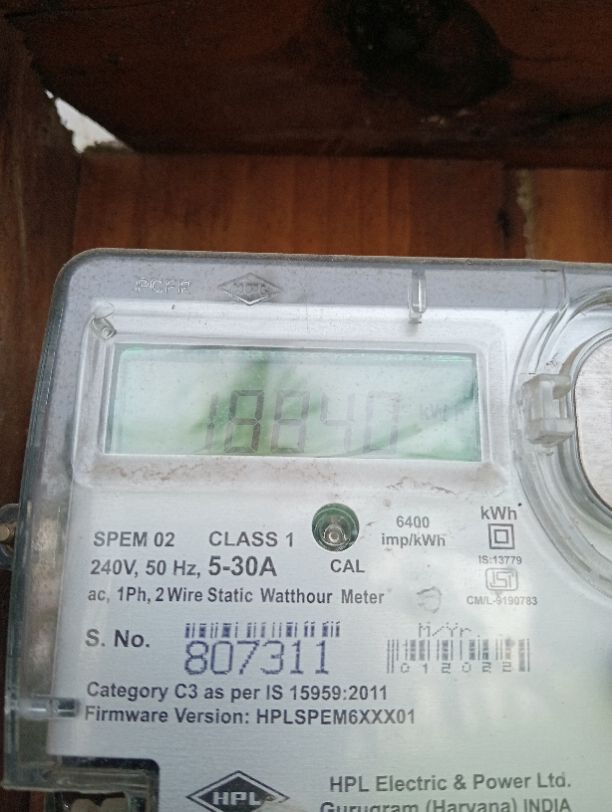 18840 kWh
SPEM 02 CLASS 1
6400 imp/kWh
kWh
240V, 50 Hz, 5-30A
CAL
IS:13779
ac, 1Ph, 2 Wire Static Watthour Meter
CM/L-9190783
S. No.
807311
M/Yr.
012022
Category C3 as per IS 15959:2011
Firmware Version: HPLSPEM6XXX01
HPL
HPL Electric & Power Ltd.
Gurugram (Haryana) INDIA